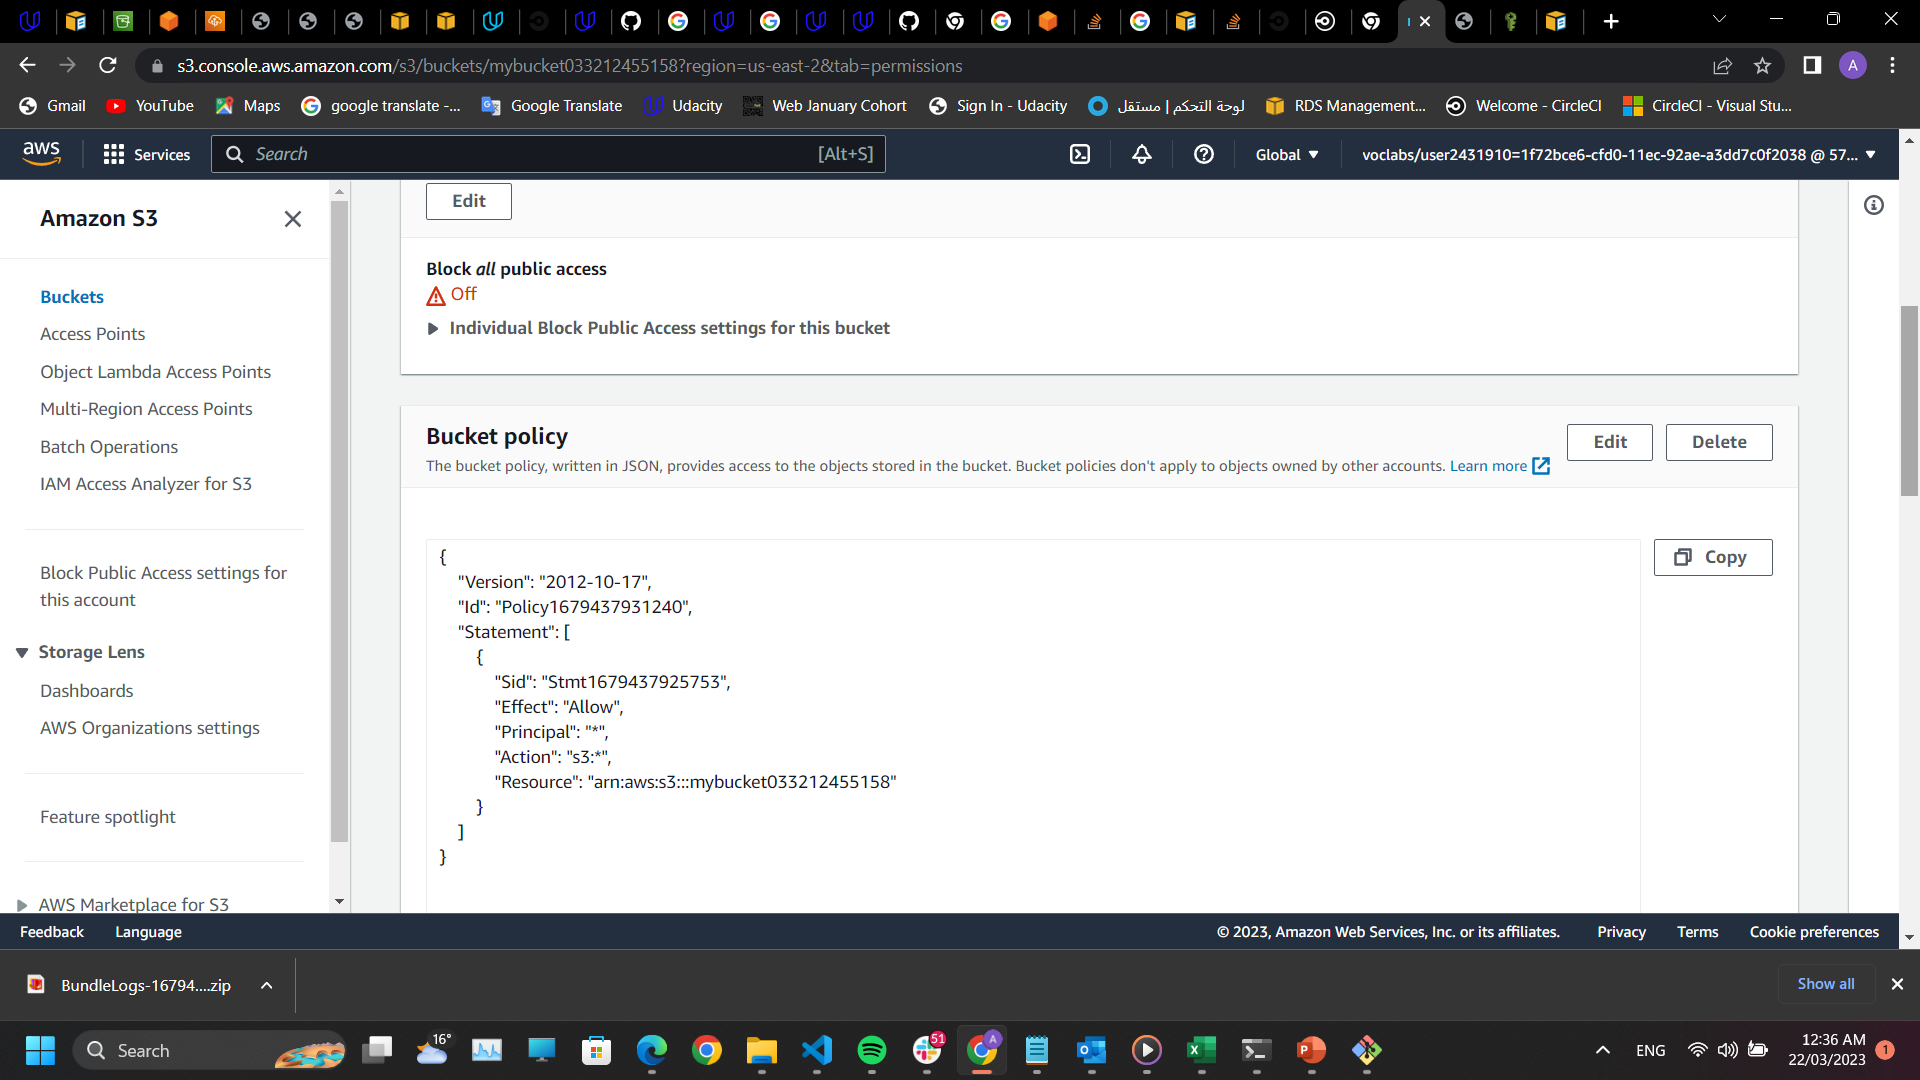 s3.console.aws.amazon.com/s3/buckets/mybucket033212455158?region=us-east-2&tab=permissions
A
Gmail
YouTube
Maps
google translate -...
Google Translate
Udacity
Web January Cohort
Sign In - Udacity
لوحة التحكم | مستقل
RDS Management...
Welcome - CircleCI
CircleCI - Visual Stu...
aws
Services
Search
[Alt+S]
Global
voclabs/user2431910=1f72bce6-cfd0-11ec-92ae-a3dd7c0f2038 @ 57...
Amazon S3
Buckets
Access Points
Object Lambda Access Points
Multi-Region Access Points
Batch Operations
IAM Access Analyzer for S3
Block Public Access settings for
this account
Storage Lens
Dashboards
AWS Organizations settings
Feature spotlight
AWS Marketplace for S3
Edit
Block all public access
Off
Individual Block Public Access settings for this bucket
Bucket policy
The bucket policy, written in JSON, provides access to the objects stored in the bucket. Bucket policies don't apply to objects owned by other accounts. Learn more
Edit
Delete
Copy
{
"Version": "2012-10-17",
"Id": "Policy1679437931240",
"Statement": [
{
"Sid": "Stmt1679437925753",
"Effect": "Allow",
"Principal": "*",
"Action": "s3:*",
"Resource": "arn:aws:s3:::mybucket033212455158"
}
]
}
Feedback
Language
© 2023, Amazon Web Services, Inc. or its affiliates.
Privacy
Terms
Cookie preferences
BundleLogs-16794....zip
Show all
Search
16°
51
A
ENG
12:36 AM
22/03/2023
1